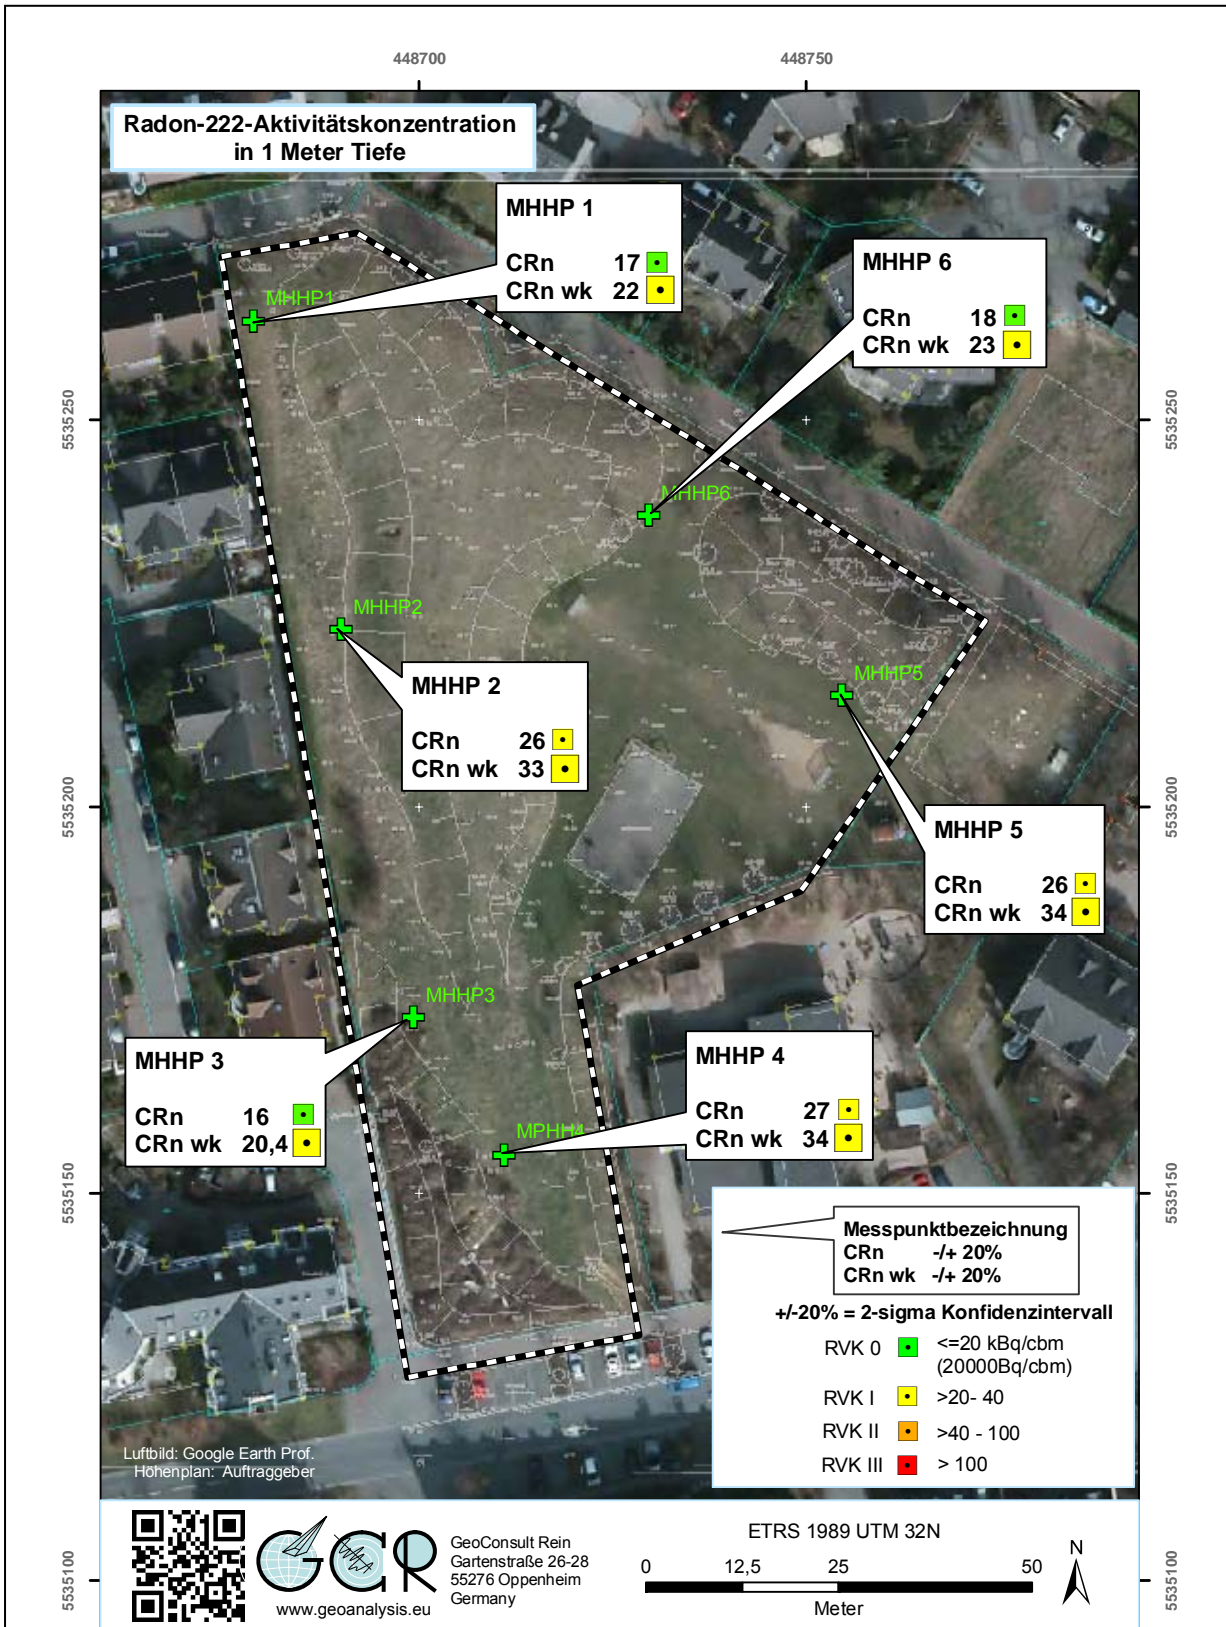 448700
448750
Radon-222-Aktivitätskonzentration
in 1 Meter Tiefe
MHHP 1
CRn 17
CRn wk 22
MHHP 6
CRn 18
CRn wk 23
MHHP1
5535250
5535250
MHHP6
MHHP2
MHHP 2
CRn 26
CRn wk 33
MHHP5
5535200
5535200
MHHP 5
CRn 26
CRn wk 34
MHHP3
MHHP 3
CRn 16
CRn wk 20,4
MHHP 4
CRn 27
CRn wk 34
MPHH4
5535150
5535150
Messpunktbezeichnung
CRn -/+ 20%
CRn wk -/+ 20%
+/-20% = 2-sigma Konfidenzintervall
RVK 0 <=20 kBq/cbm
(20000Bq/cbm)
RVK I >20- 40
RVK II >40 - 100
RVK III > 100
Luftbild: Google Earth Prof.
Höhenplan: Auftraggeber
GCR
www.geoanalysis.eu
GeoConsult Rein
Gartenstraße 26-28
55276 Oppenheim
Germany
ETRS 1989 UTM 32N
0 12,5 25 50
Meter
N
5535100
5535100